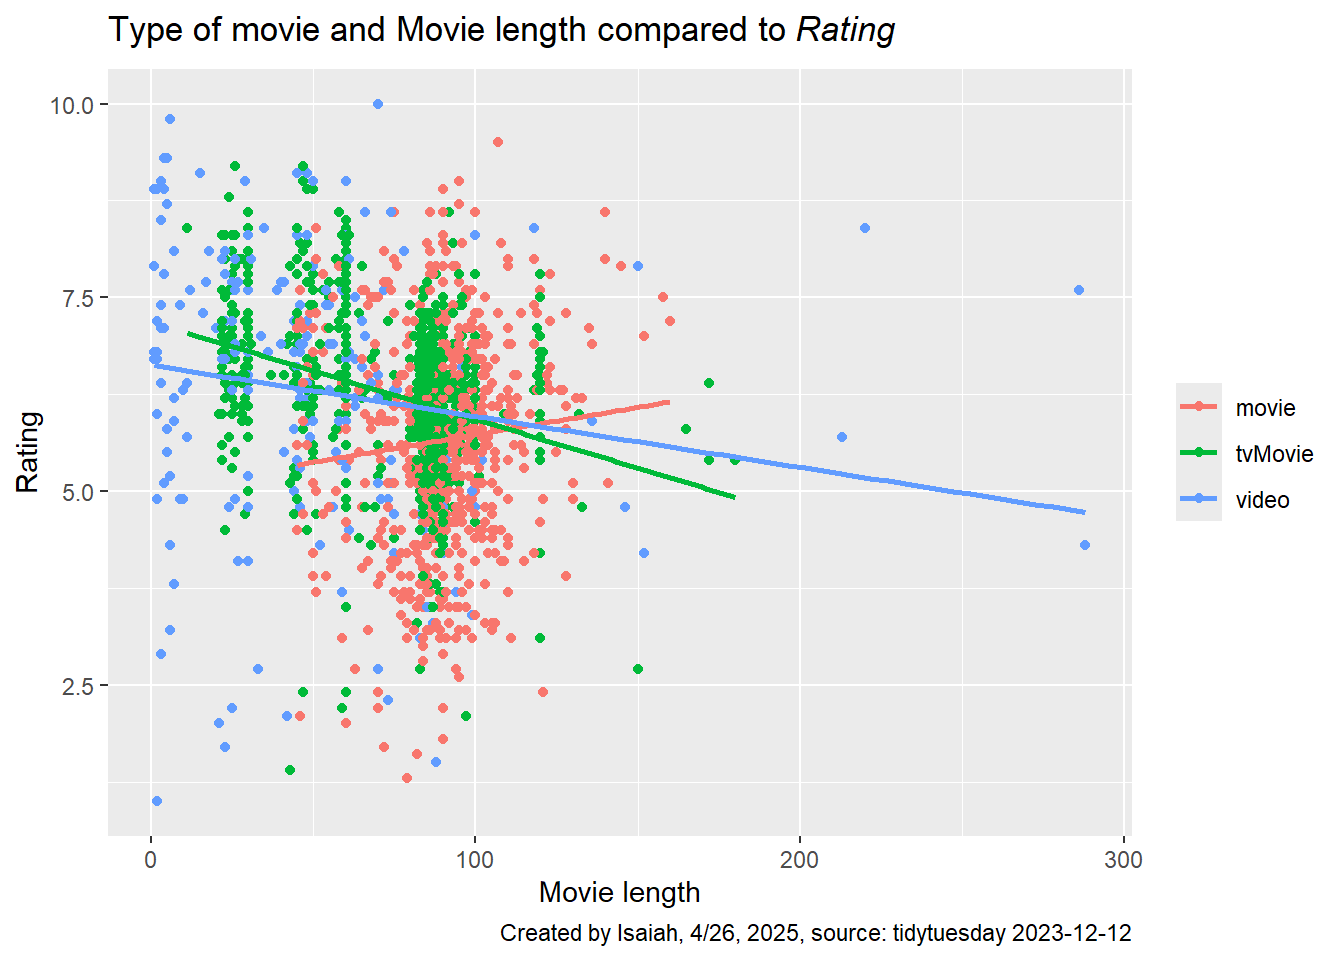 Type of movie and Movie length compared to Rating
10.0
7.5
5.0
2.5
Rating
0
100
200
300
Movie length
movie
tvMovie
video
Created by Isaiah, 4/26, 2025, source: tidytuesday 2023-12-12